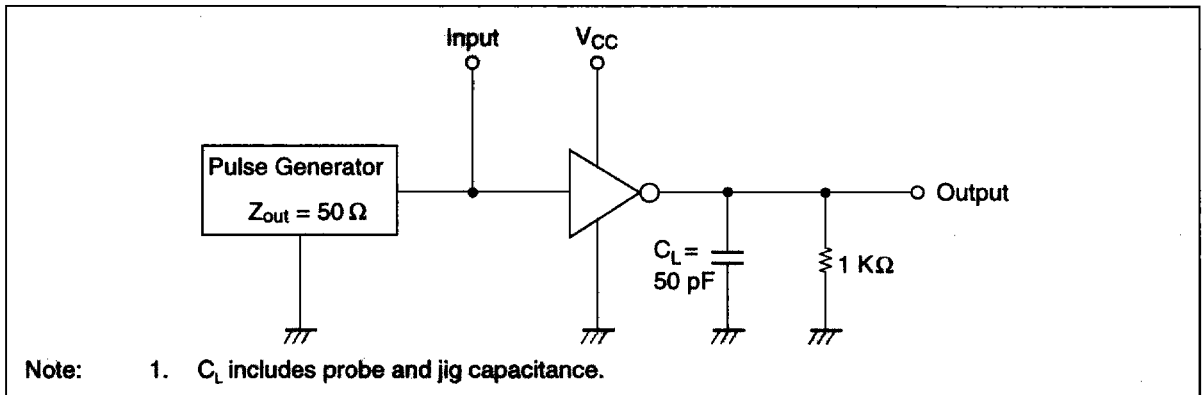 Input
V_CC
Pulse Generator
Z_out = 50 Ω
Output
C_L =
50 pF
1 KΩ
Note: 1. C_L includes probe and jig capacitance.